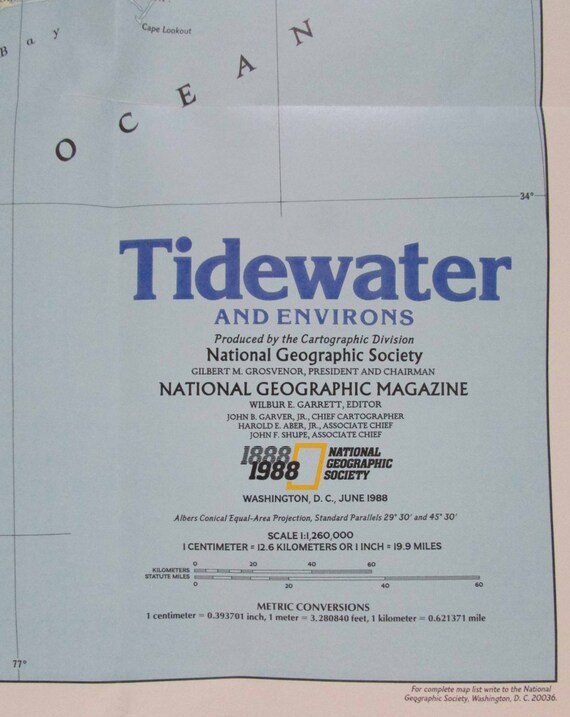 Cape Lookout
Bay
OCEAN
34°
Tidewater
AND ENVIRONS
Produced by the Cartographic Division
National Geographic Society
GILBERT M. GROSVENOR, PRESIDENT AND CHAIRMAN
NATIONAL GEOGRAPHIC MAGAZINE
WILBUR E. GARRETT, EDITOR
JOHN B. GARVER, JR., CHIEF CARTOGRAPHER
HAROLD E. ABER, JR., ASSOCIATE CHIEF
JOHN F. SHUPE, ASSOCIATE CHIEF
1888
1988
NATIONAL
GEOGRAPHIC
SOCIETY
WASHINGTON, D. C., JUNE 1988
Albers Conical Equal-Area Projection, Standard Parallels 29° 30' and 45° 30'
SCALE 1:1,260,000
1 CENTIMETER = 12.6 KILOMETERS OR 1 INCH = 19.9 MILES
0 20 40 60
KILOMETERS
STATUTE MILES
0 20 40 60
METRIC CONVERSIONS
1 centimeter = 0.393701 inch, 1 meter = 3.280840 feet, 1 kilometer = 0.621371 mile
77°
For complete map list write to the National
Geographic Society, Washington, D. C. 20036.